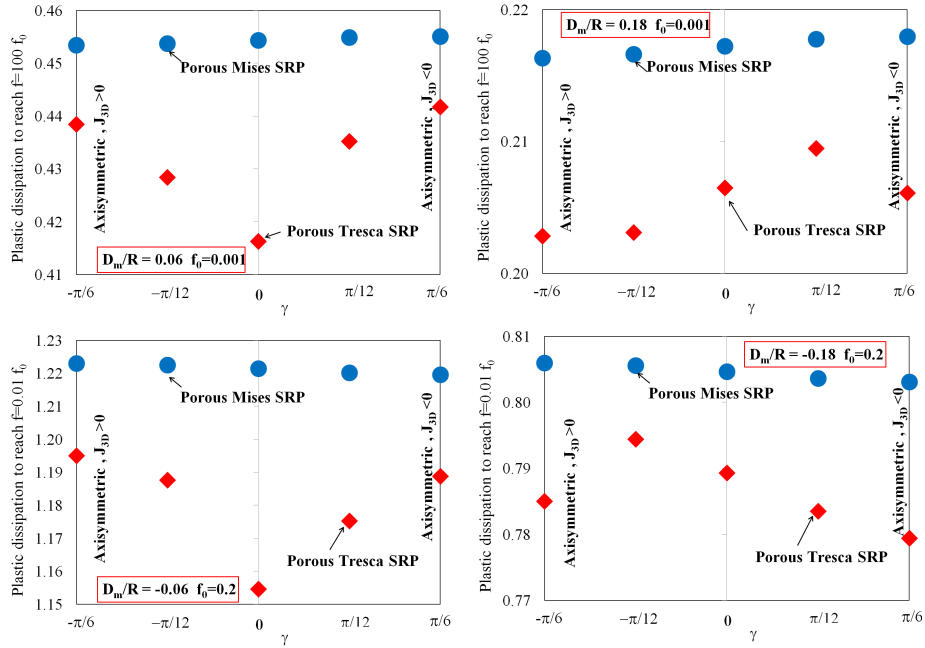 Plastic dissipation to reach f=100 f₀
0.46
0.45
0.44
0.43
0.42
0.41
Porous Mises SRP
Axisymmetric , J₃D>0
Axisymmetric , J₃D<0
Porous Tresca SRP
Dₘ/R = 0.06 f₀=0.001
-π/6
−π/12
0
π/12
π/6
γ
Plastic dissipation to reach f=100 f₀
0.22
0.21
0.20
Dₘ/R = 0.18 f₀=0.001
Porous Mises SRP
Axisymmetric , J₃D>0
Axisymmetric , J₃D<0
Porous Tresca SRP
-π/6
−π/12
0
π/12
π/6
γ
Plastic dissipation to reach f=0.01 f₀
1.23
1.22
1.21
1.20
1.19
1.18
1.17
1.16
1.15
Porous Mises SRP
Axisymmetric , J₃D>0
Axisymmetric , J₃D<0
Porous Tresca SRP
Dₘ/R = -0.06 f₀=0.2
-π/6
−π/12
0
π/12
π/6
γ
Plastic dissipation to reach f=0.01 f₀
0.81
0.80
0.79
0.78
0.77
Dₘ/R = -0.18 f₀=0.2
Porous Mises SRP
Axisymmetric , J₃D>0
Axisymmetric , J₃D<0
Porous Tresca SRP
-π/6
−π/12
0
π/12
π/6
γ